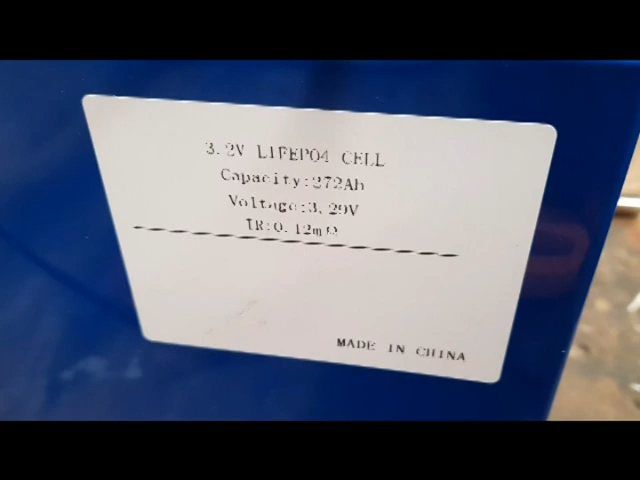 3.2V LIFEPO4 CELL
Capacity:272Ah
Voltage:3.29V
IR:0.12mΩ
MADE IN CHINA